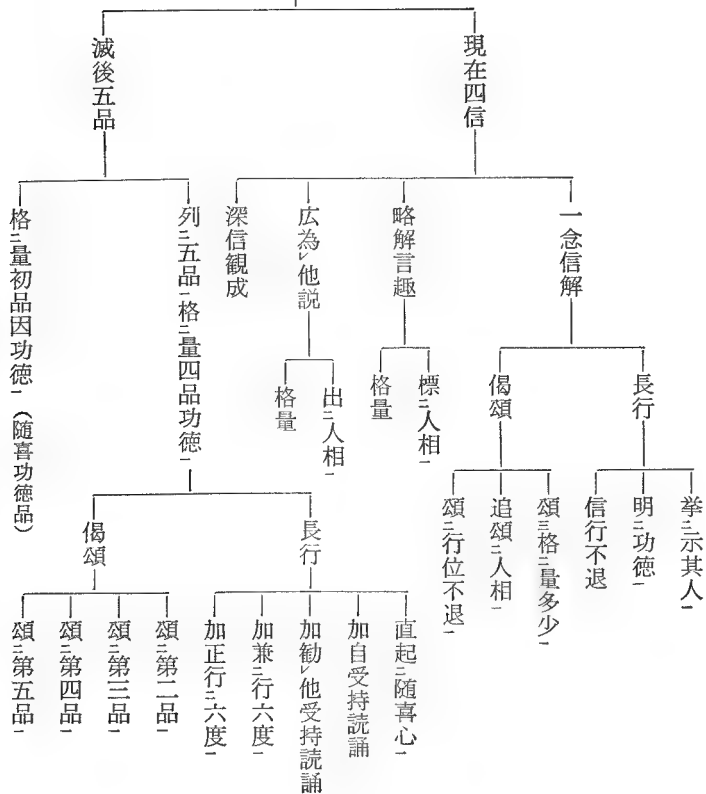 現在四信
一念信解
長行
挙㆓示其人㆒
明㆓功徳㆒
信行不退
偈頌
頌㆔格㆓量多少㆒
追頌㆓人相㆒
頌㆓行位不退㆒
略解言趣
標㆓人相㆒
格量
広為㆑他説
出㆓人相㆒
格量
深信観成
滅後五品
列㆓五品㆒格㆓量四品功徳㆒
長行
直起㆓随喜心㆒
加自受持読誦
加勧㆑他受持読誦
加兼㆓行六度㆒
加正行㆓六度㆒
偈頌
頌㆓第二品㆒
頌㆓第三品㆒
頌㆓第四品㆒
頌㆓第五品㆒
格㆓量初品因功徳㆒(随喜功徳品)